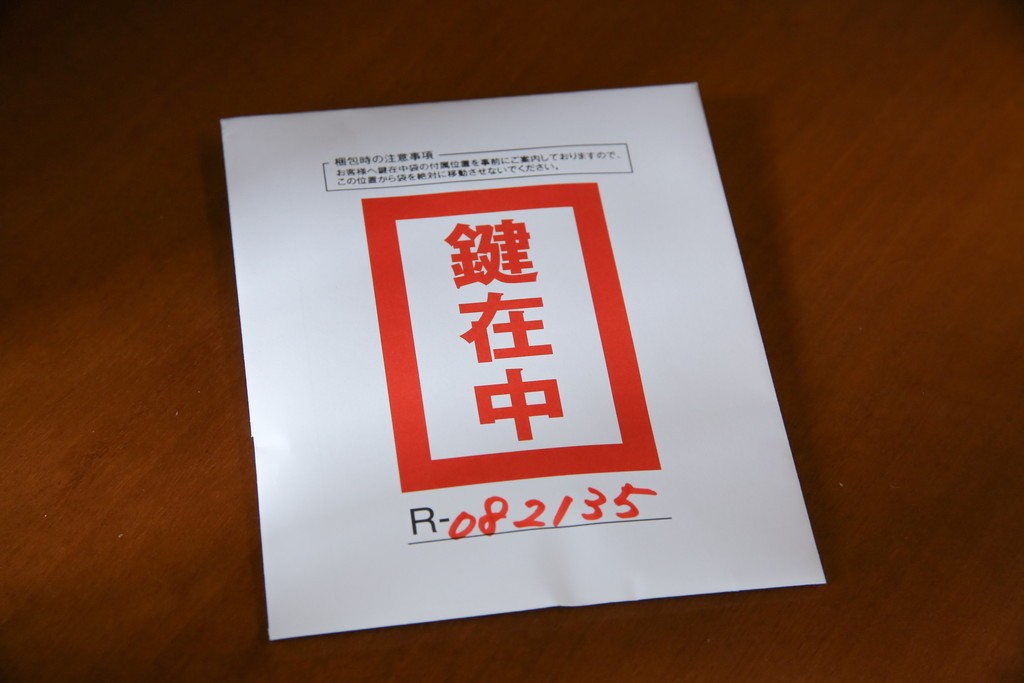 梱包時の注意事項
お客様へ鍵在中袋の付属位置を事前にご案内しておりますので、
この位置から袋を絶対に移動させないでください。
鍵在中
R-082135